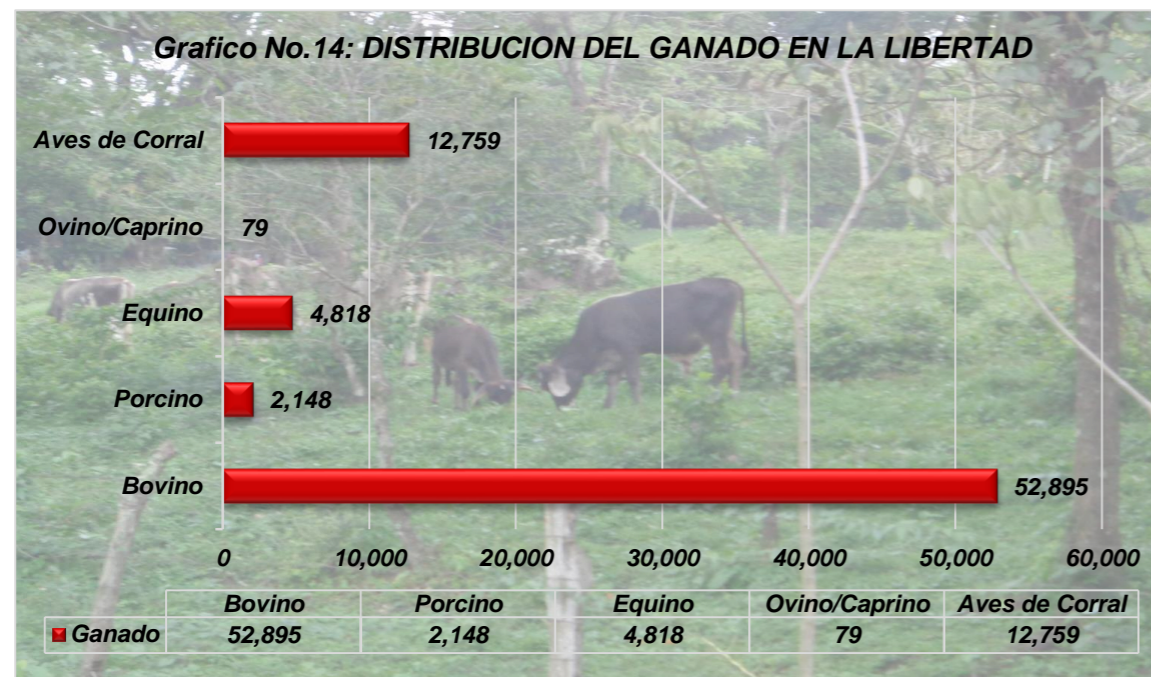 Grafico No.14: DISTRIBUCION DEL GANADO EN LA LIBERTAD
Aves de Corral 12,759
Ovino/Caprino 79
Equino 4,818
Porcino 2,148
Bovino 52,895
0 10,000 20,000 30,000 40,000 50,000 60,000
Bovino Porcino Equino Ovino/Caprino Aves de Corral
Ganado 52,895 2,148 4,818 79 12,759